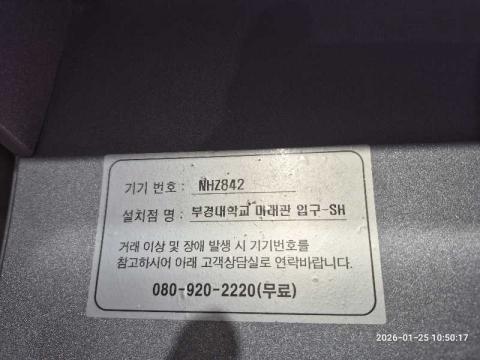 기기 번호 : NHZ842
설치점 명 : 부경대학교 미래관 입구-SH
거래 이상 및 장애 발생 시 기기번호를
참고하시어 아래 고객상담실로 연락바랍니다.
080-920-2220(무료)
2026-01-25 10:50:17